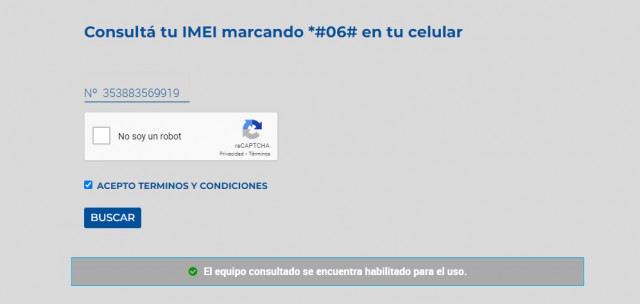 Consultá tu IMEI marcando *#06# en tu celular
Nº 353883569919
No soy un robot
reCAPTCHA
Privacidad - Términos
ACEPTO TERMINOS Y CONDICIONES
BUSCAR
El equipo consultado se encuentra habilitado para el uso.